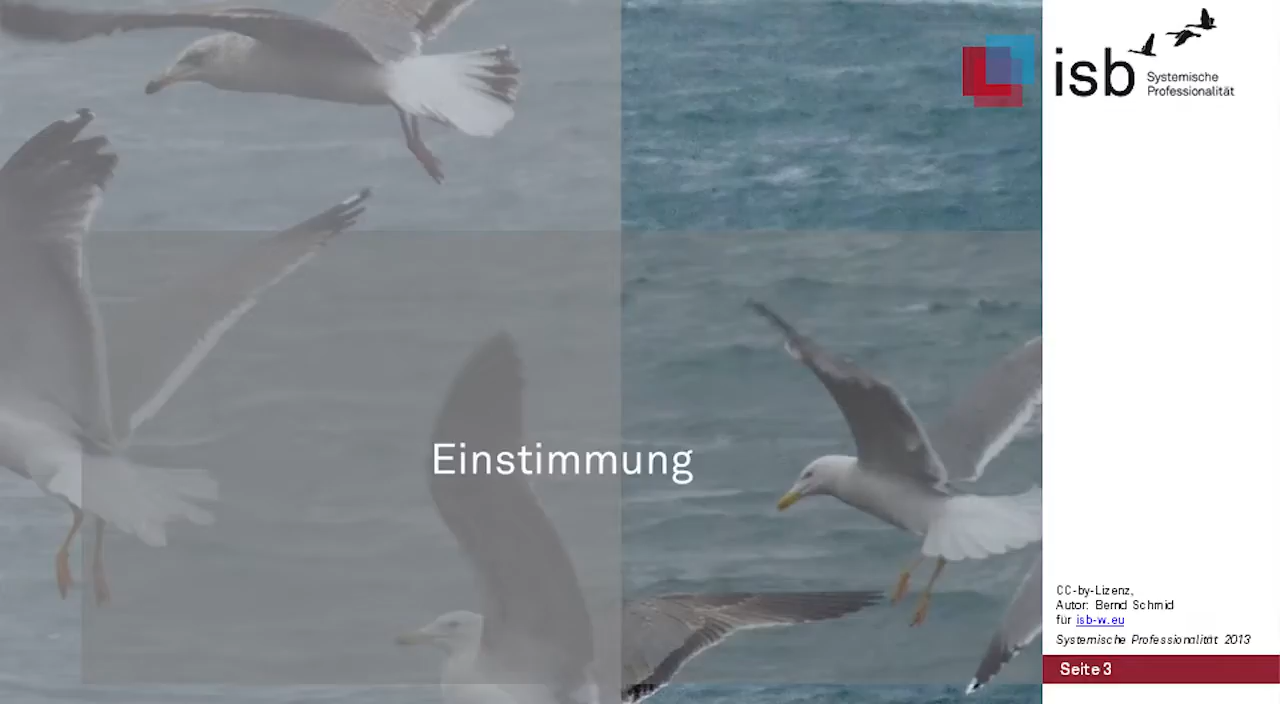 isb
Systemische
Professionalität
Einstimmung
CC-by-Lizenz,
Autor: Bernd Schmid
für isb-w.eu
Systemische Professionalität 2013
Seite 3